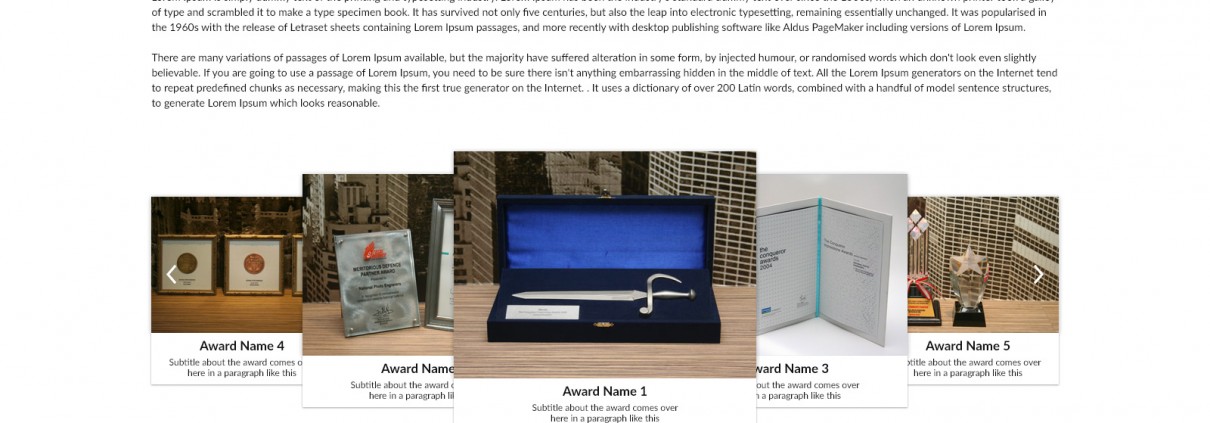 of type and scrambled it to make a type specimen book. It has survived not only five centuries, but also the leap into electronic typesetting, remaining essentially unchanged. It was popularised in
the 1960s with the release of Letraset sheets containing Lorem Ipsum passages, and more recently with desktop publishing software like Aldus PageMaker including versions of Lorem Ipsum.
There are many variations of passages of Lorem Ipsum available, but the majority have suffered alteration in some form, by injected humour, or randomised words which don't look even slightly
believable. If you are going to use a passage of Lorem Ipsum, you need to be sure there isn't anything embarrassing hidden in the middle of text. All the Lorem Ipsum generators on the Internet tend
to repeat predefined chunks as necessary, making this the first true generator on the Internet. . It uses a dictionary of over 200 Latin words, combined with a handful of model sentence structures,
to generate Lorem Ipsum which looks reasonable.
MERITORIOUS DEFENCE
PARTNER AWARD
the
conqueror
awards
2004
Award Name 4
Subtitle about the award comes o
here in a paragraph like this
Award Name
Subtitle about the award c
here in a paragraph lik
Award Name 1
Subtitle about the award comes over
here in a paragraph like this
ward Name 3
out the award comes over
n a paragraph like this
Award Name 5
btitle about the award comes over
here in a paragraph like this